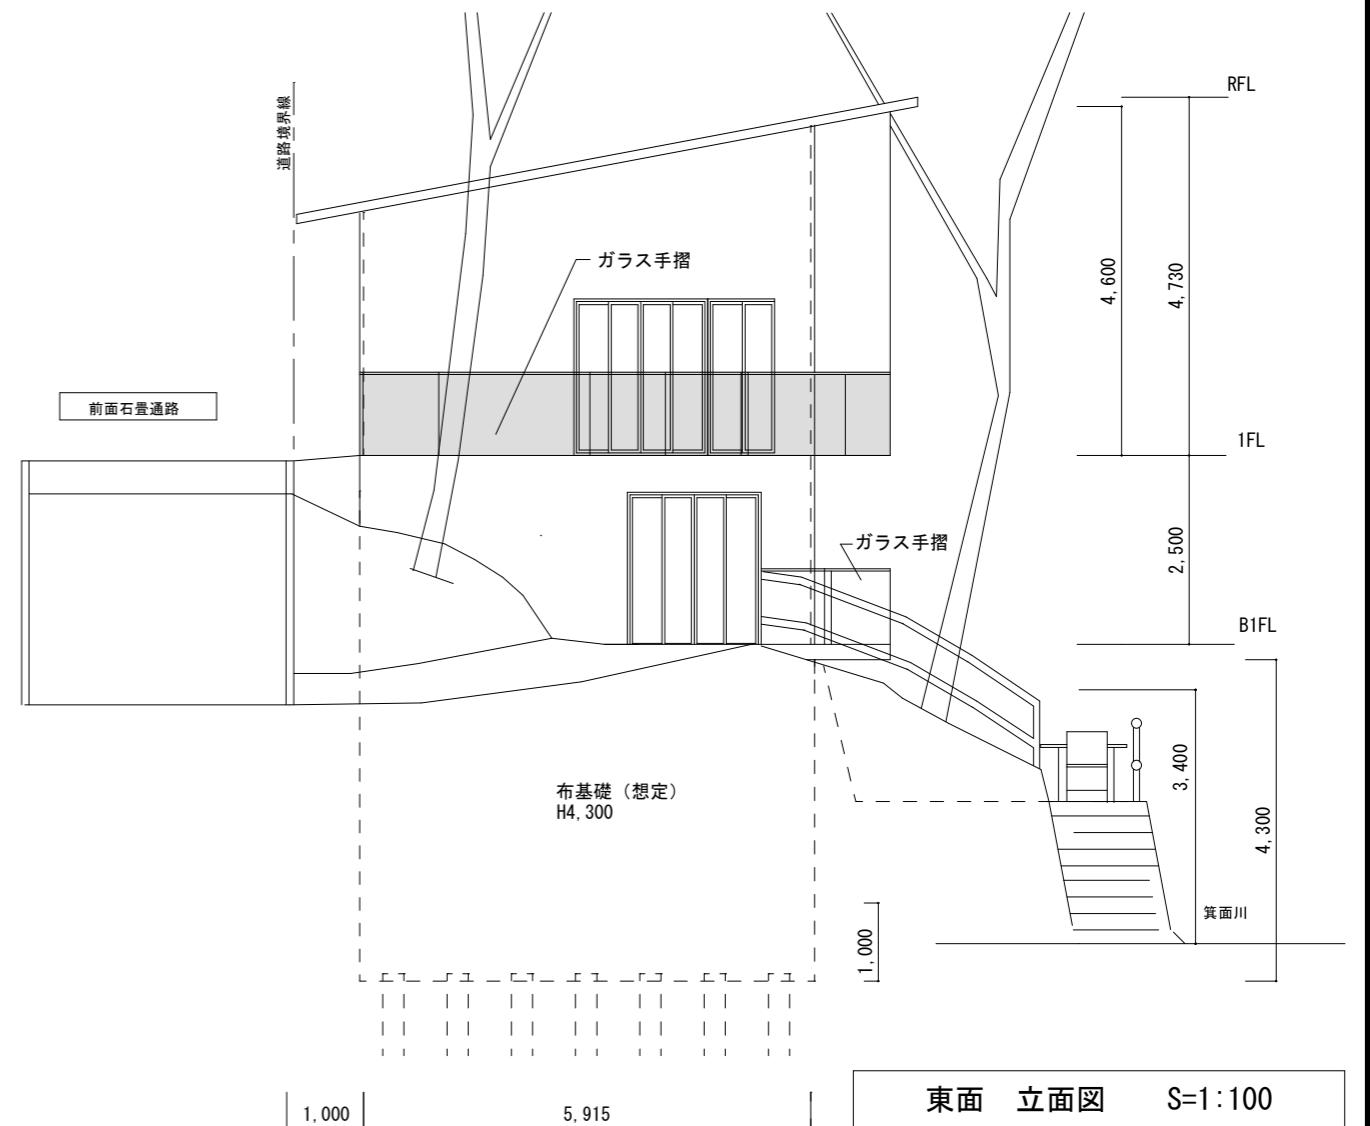 RFL
道路境界線
ガラス手摺
4,600
4,730
前面石畳通路
1FL
ガラス手摺
2,500
B1FL
布基礎（想定）
H4,300
3,400
4,300
箕面川
1,000
東面 立面図 S=1:100
1,000
5,915